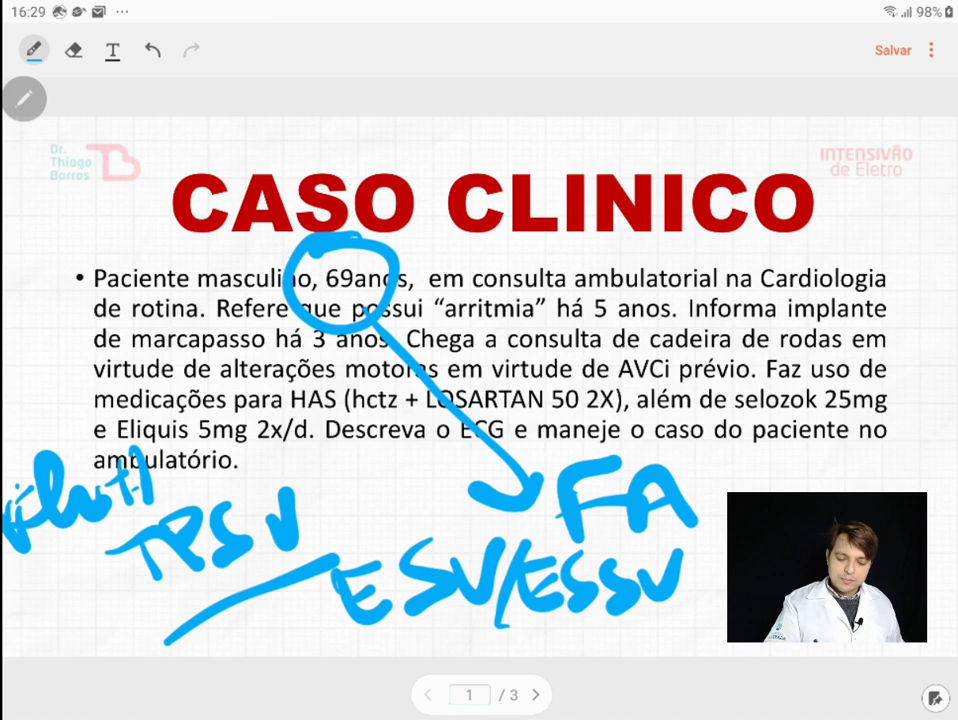 16:29
98%
Salvar
Dr.
Thiago
Barros
TB
INTENSIVÃO
de Eletro
CASO CLINICO
• Paciente masculino, 69anos, em consulta ambulatorial na Cardiologia
de rotina. Refere que possui “arritmia” há 5 anos. Informa implante
de marcapasso há 3 anos. Chega a consulta de cadeira de rodas em
virtude de alterações motoras em virtude de AVCi prévio. Faz uso de
medicações para HAS (hctz + LOSARTAN 50 2X), além de selozok 25mg
e Eliquis 5mg 2x/d. Descreva o ECG e maneje o caso do paciente no
ambulatório.
FA
TPSV
ESV/ESSV
1 / 3